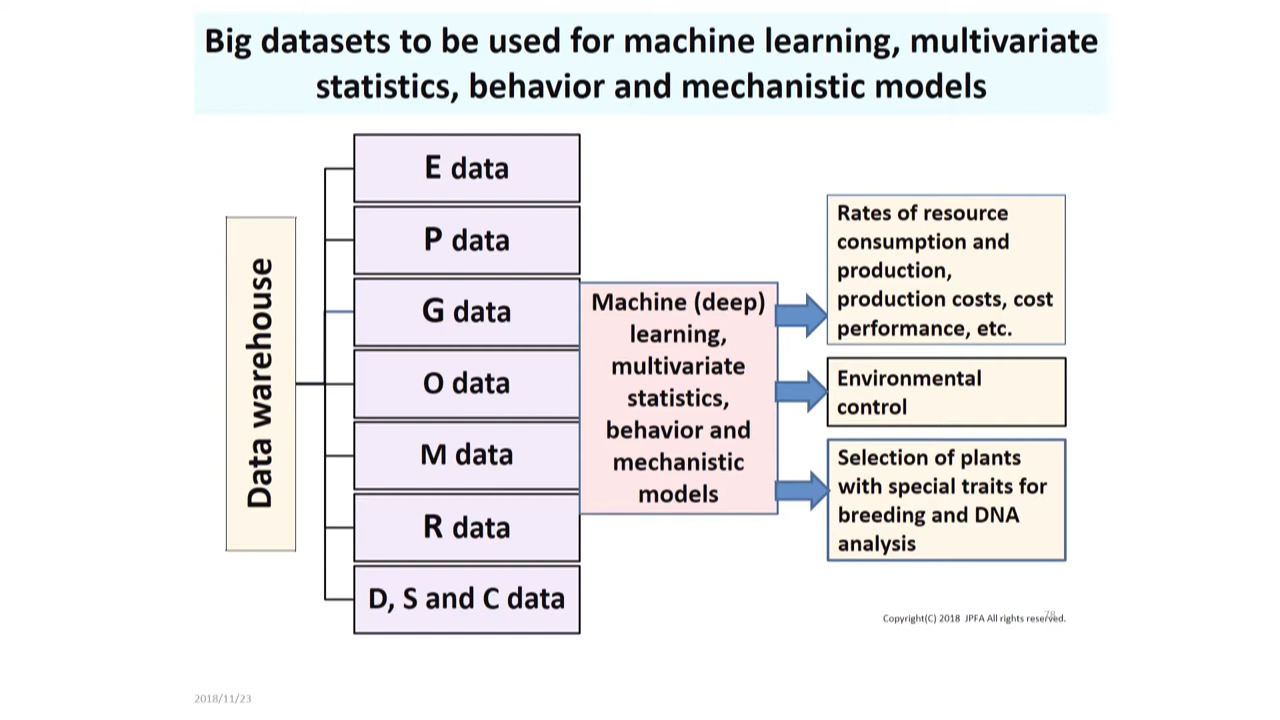 Big datasets to be used for machine learning, multivariate
statistics, behavior and mechanistic models
Data warehouse
E data
P data
G data
O data
M data
R data
D, S and C data
Machine (deep)
learning,
multivariate
statistics,
behavior and
mechanistic
models
Rates of resource
consumption and
production,
production costs, cost
performance, etc.
Environmental
control
Selection of plants
with special traits for
breeding and DNA
analysis
78
Copyright(C) 2018 JPFA All rights reserved.
2018/11/23